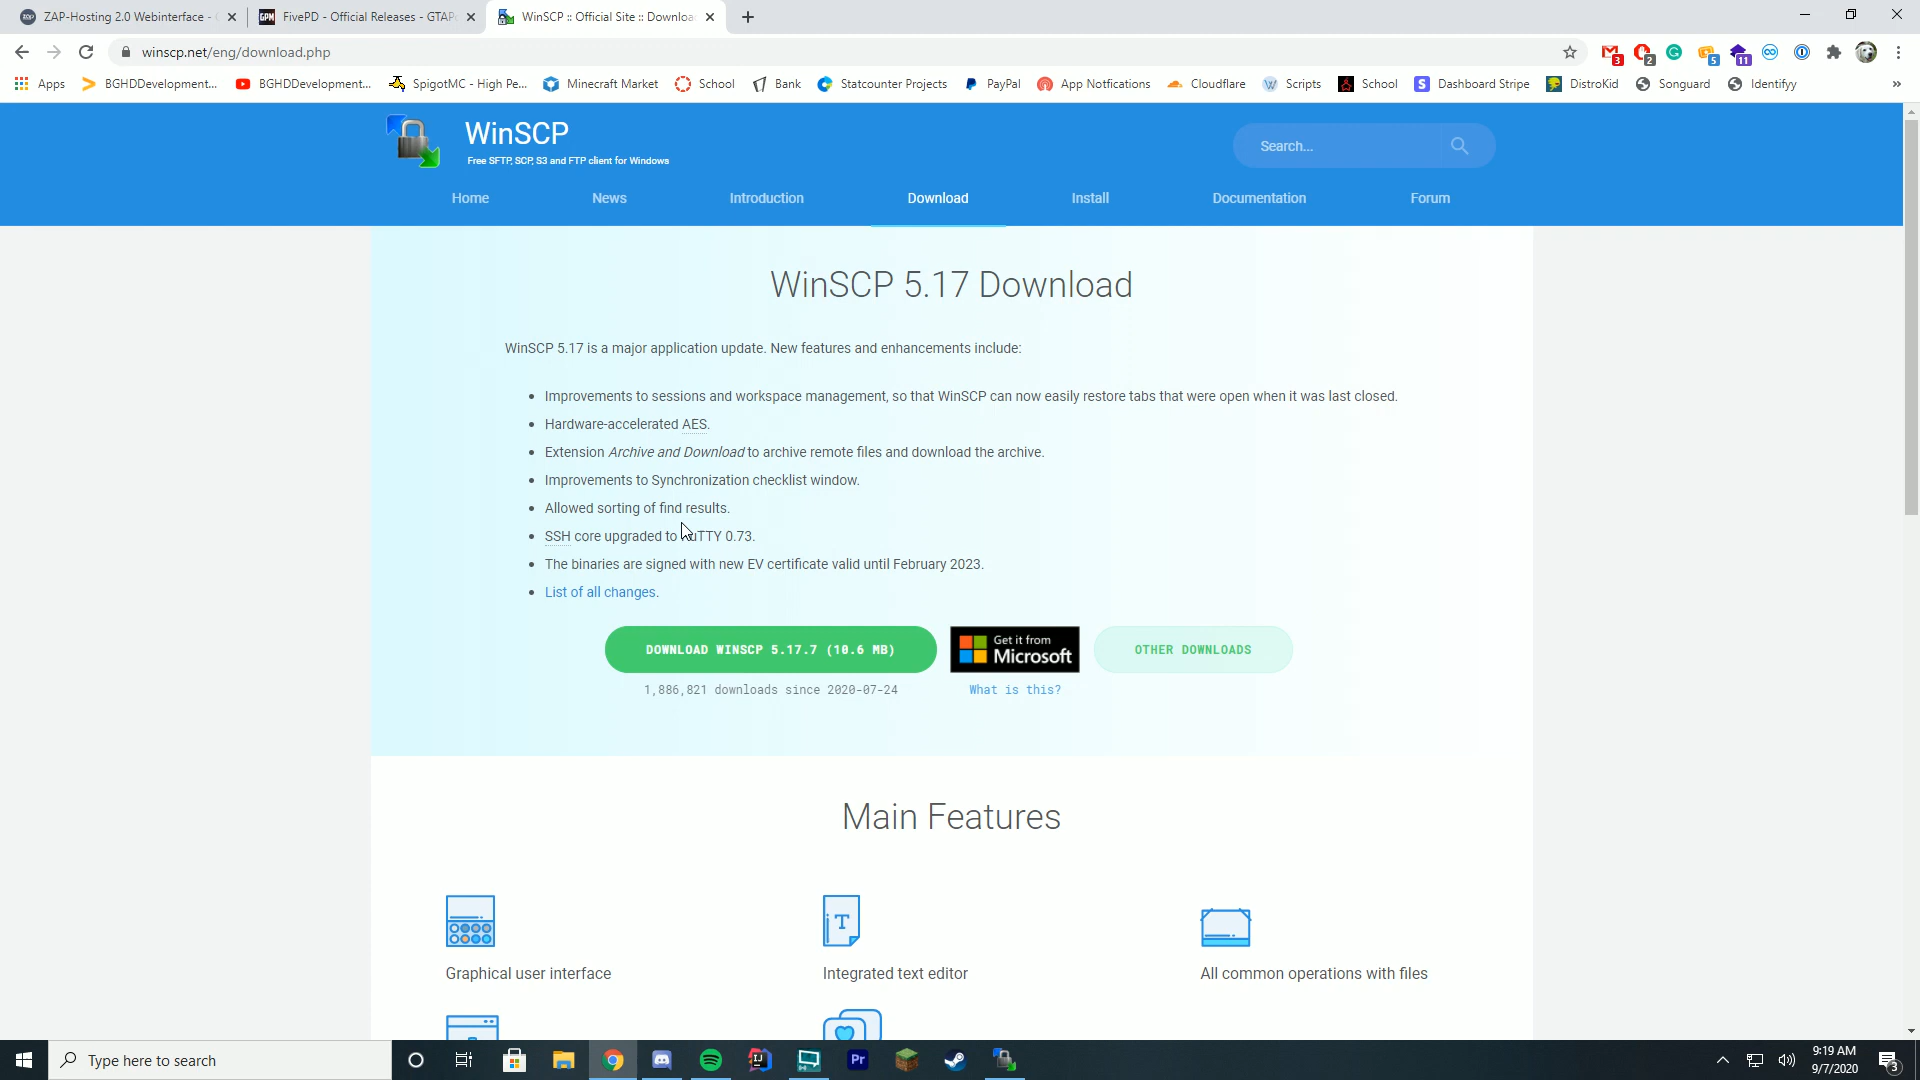 ZAP-Hosting 2.0 Webinterface -
FivePD - Official Releases - GTAPo
WinSCP :: Official Site :: Downloa
winscp.net/eng/download.php
3
2
5
11
Apps
BGHDDevelopment...
BGHDDevelopment...
SpigotMC - High Pe...
Minecraft Market
School
Bank
Statcounter Projects
PayPal
App Notfications
Cloudflare
Scripts
School
Dashboard Stripe
DistroKid
Songuard
Identifyy
»
WinSCP
Free SFTP, SCP, S3 and FTP client for Windows
Search...
Home
News
Introduction
Download
Install
Documentation
Forum
WinSCP 5.17 Download
WinSCP 5.17 is a major application update. New features and enhancements include:
Improvements to sessions and workspace management, so that WinSCP can now easily restore tabs that were open when it was last closed.
Hardware-accelerated AES.
Extension Archive and Download to archive remote files and download the archive.
Improvements to Synchronization checklist window.
Allowed sorting of find results.
SSH core upgraded to PuTTY 0.73.
The binaries are signed with new EV certificate valid until February 2023.
List of all changes.
DOWNLOAD WINSCP 5.17.7 (10.6 MB)
Get it from
Microsoft
OTHER DOWNLOADS
1,886,821 downloads since 2020-07-24
What is this?
Main Features
Graphical user interface
Integrated text editor
All common operations with files
Type here to search
Pr
9:19 AM
9/7/2020
3